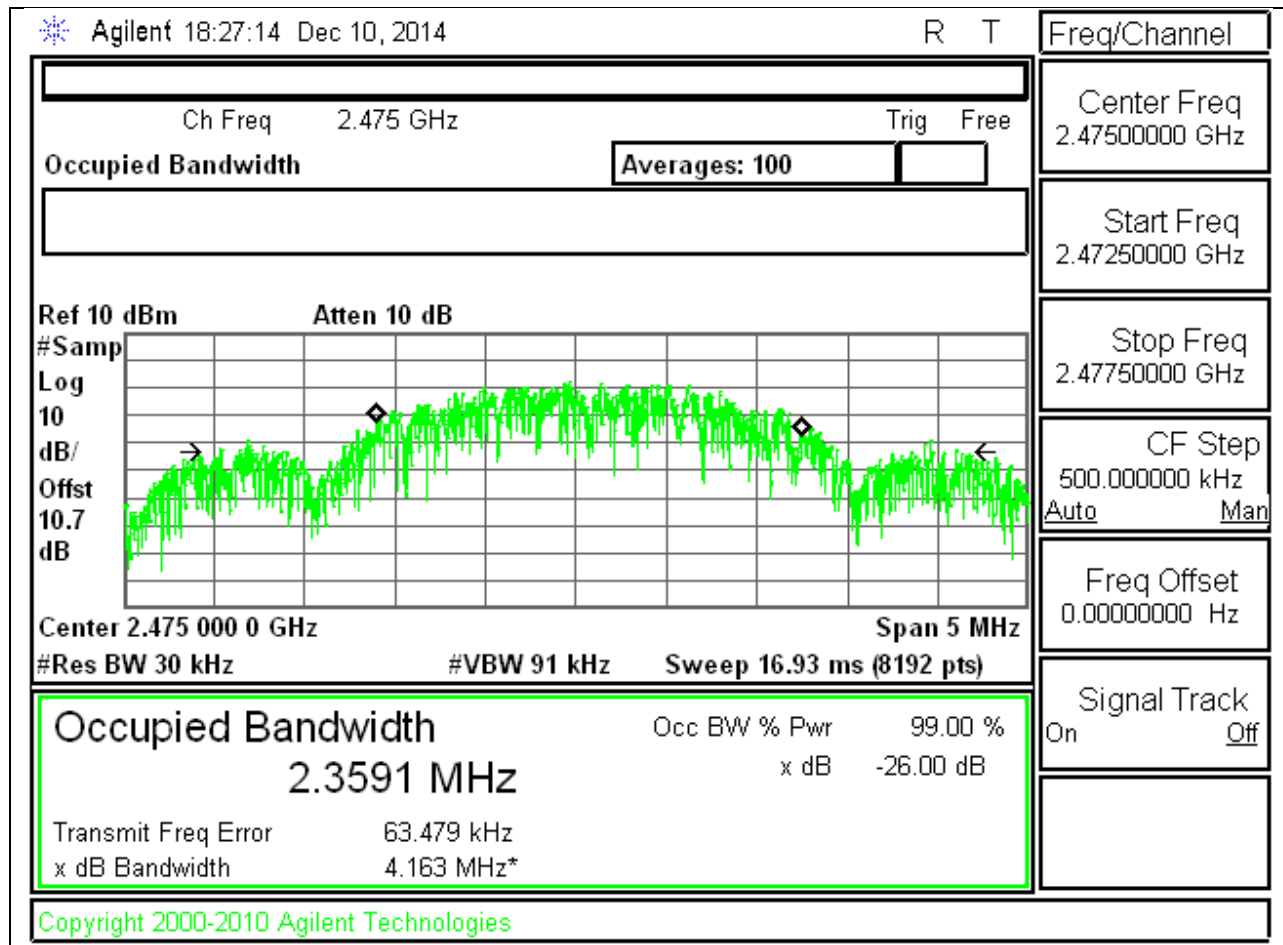 Agilent 18:27:14 Dec 10, 2014 R T
Ch Freq 2.475 GHz Trig Free
Occupied Bandwidth Averages: 100
Ref 10 dBm Atten 10 dB
#Samp
Log
10
dB/
Offst
10.7
dB
Center 2.475 000 0 GHz Span 5 MHz
#Res BW 30 kHz #VBW 91 kHz Sweep 16.93 ms (8192 pts)
Occupied Bandwidth Occ BW % Pwr 99.00 %
2.3591 MHz x dB -26.00 dB
Transmit Freq Error 63.479 kHz
x dB Bandwidth 4.163 MHz*
Copyright 2000-2010 Agilent Technologies
Freq/Channel
Center Freq
2.47500000 GHz
Start Freq
2.47250000 GHz
Stop Freq
2.47750000 GHz
CF Step
500.000000 kHz
Auto Man
Freq Offset
0.00000000 Hz
Signal Track
On Off